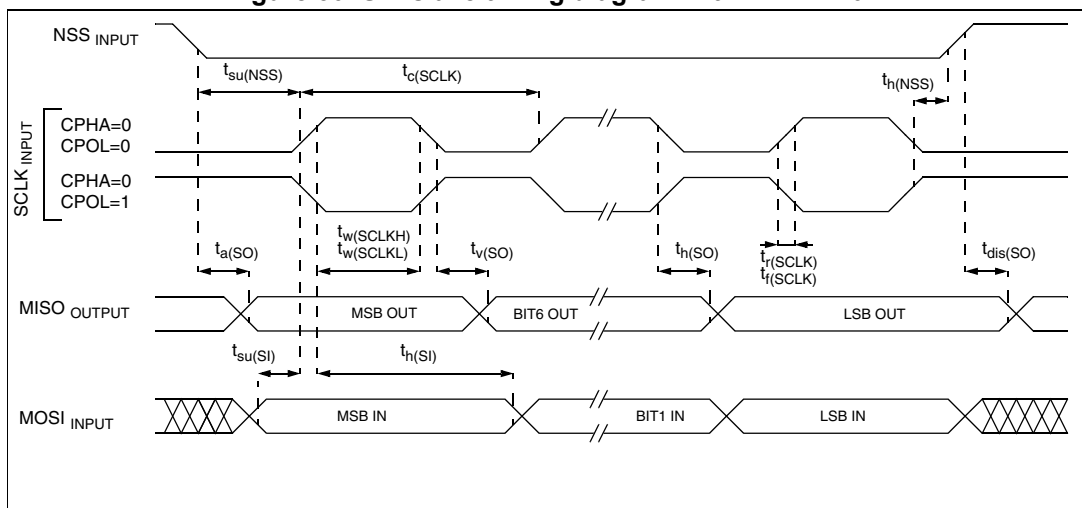 NSS INPUT
tsu(NSS)
tc(SCLK)
th(NSS)
SCLK INPUT
CPHA=0
CPOL=0
CPHA=0
CPOL=1
ta(SO)
tw(SCLKH)
tw(SCLKL)
tv(SO)
th(SO)
tr(SCLK)
tf(SCLK)
tdis(SO)
MISO OUTPUT
MSB OUT
BIT6 OUT
LSB OUT
tsu(SI)
th(SI)
MOSI INPUT
MSB IN
BIT1 IN
LSB IN